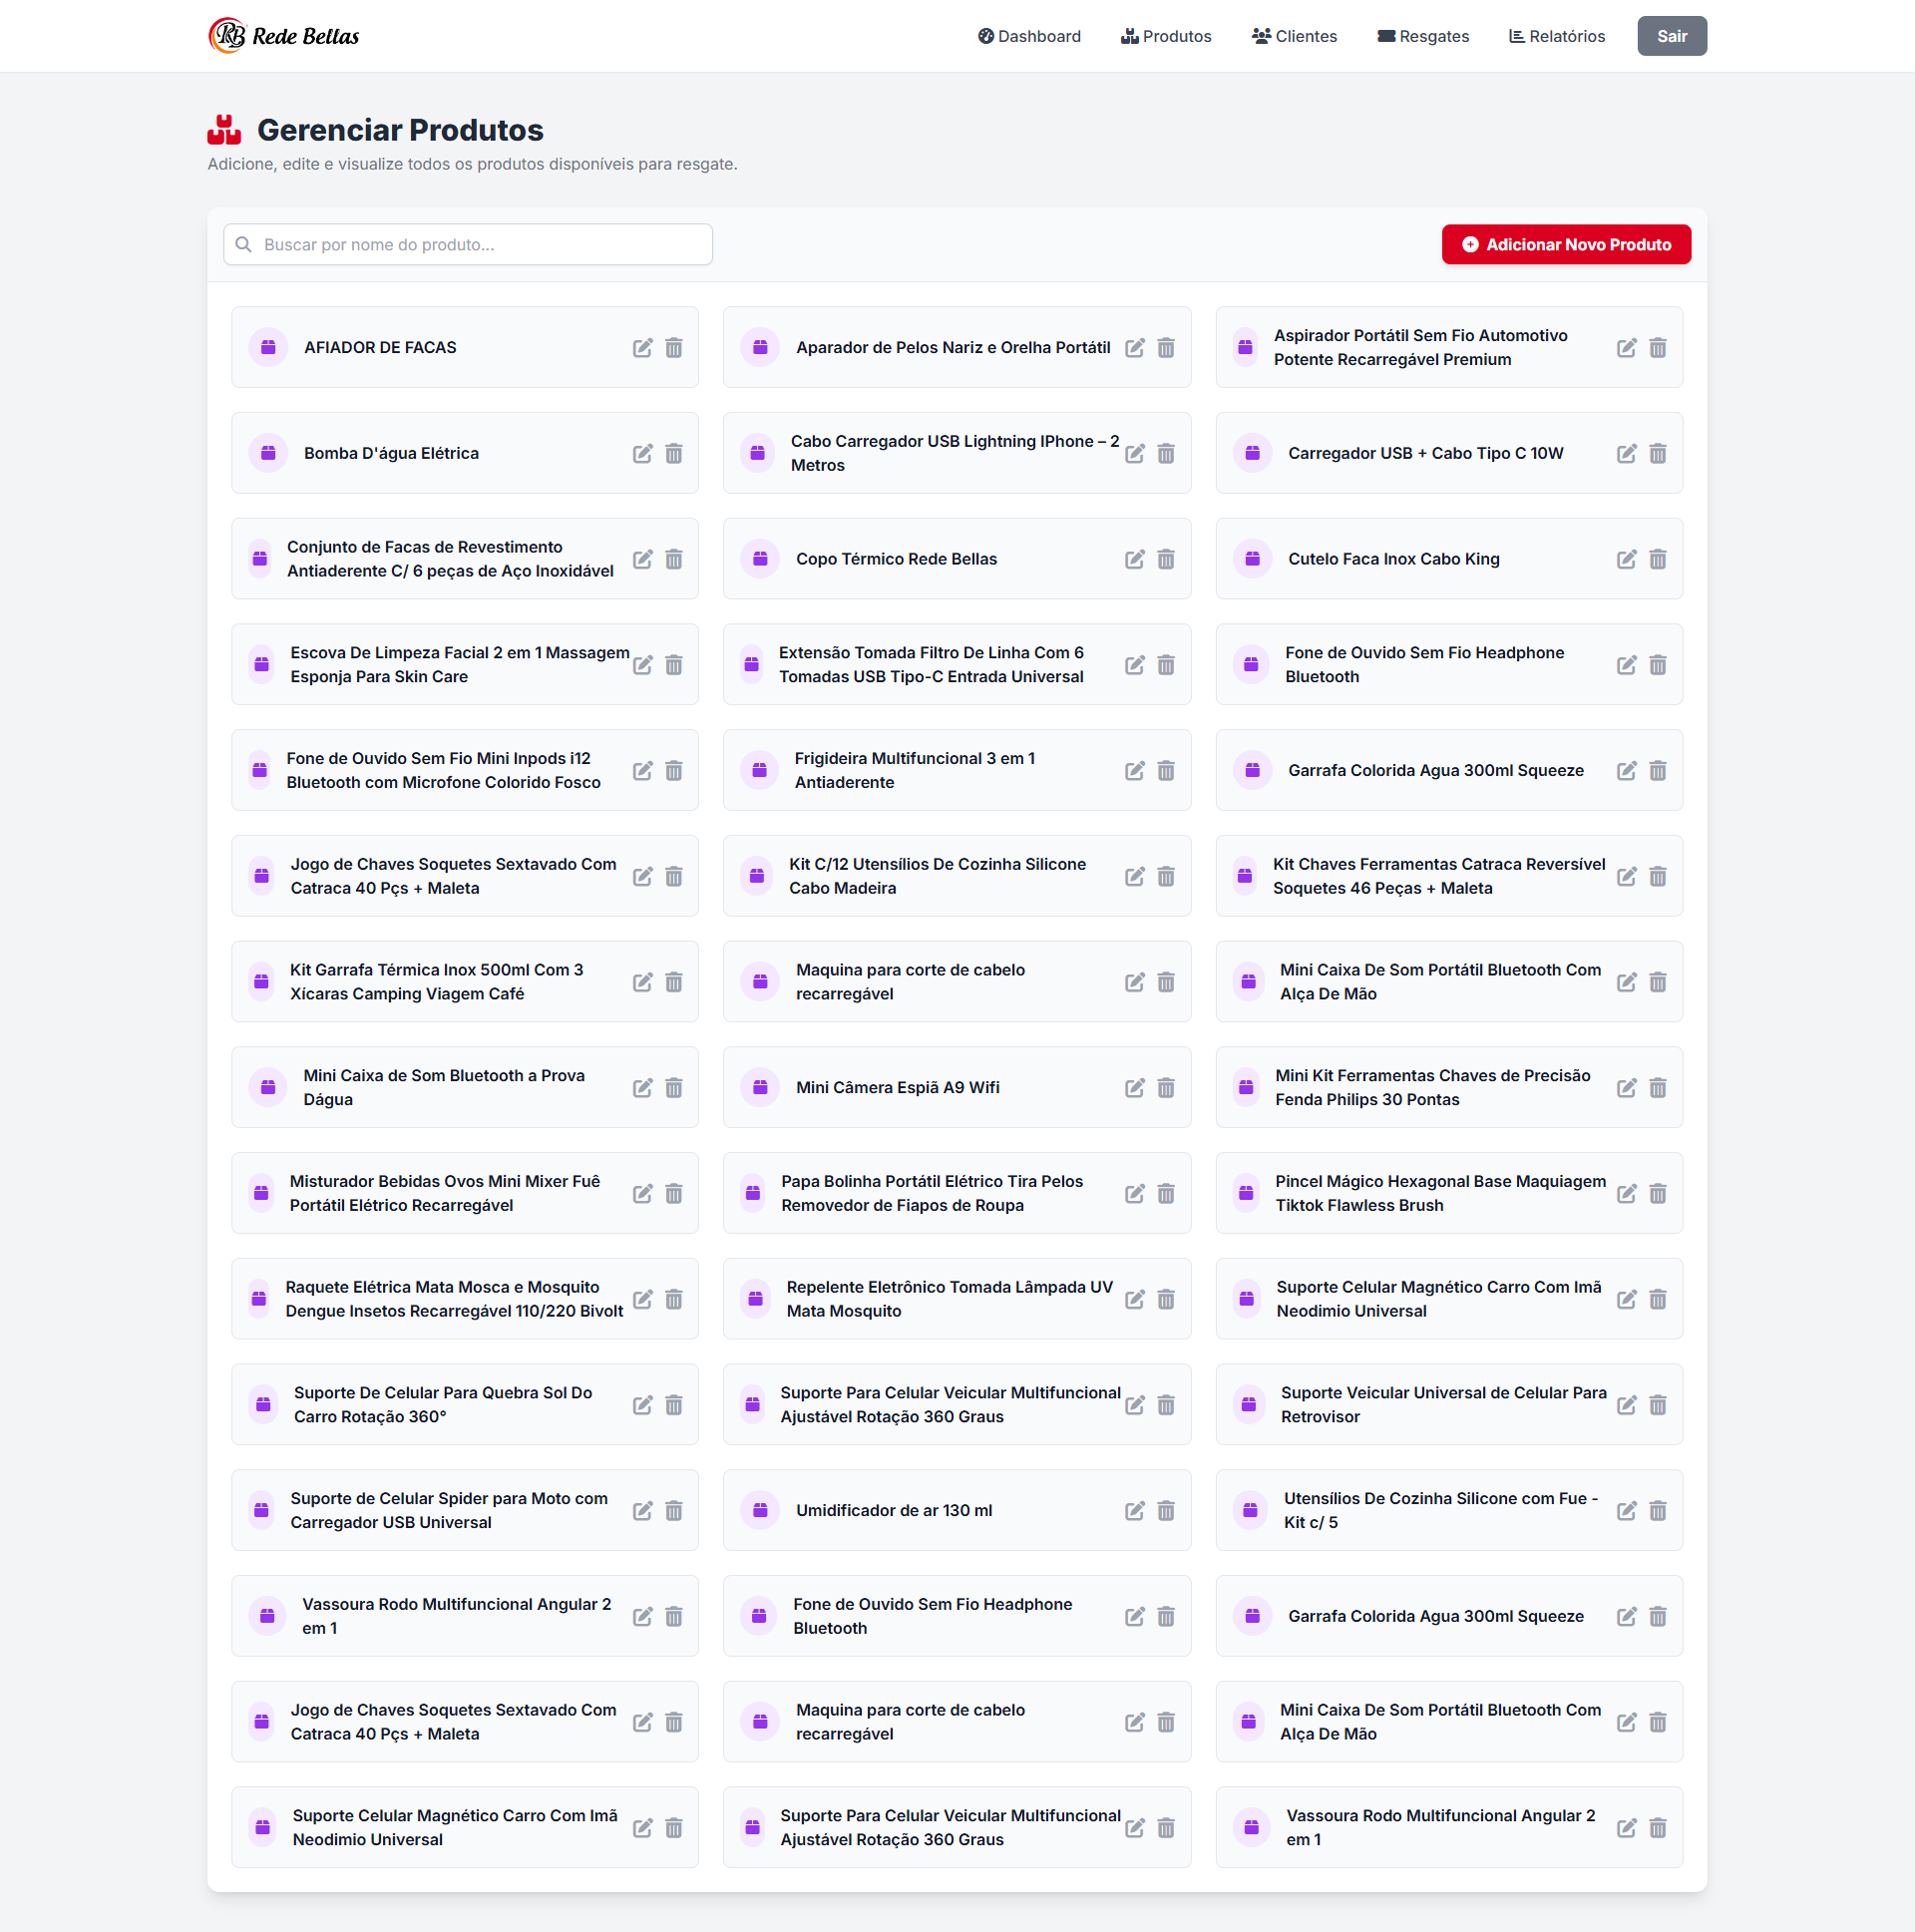 RB Rede Bellas
Dashboard
Produtos
Clientes
Resgates
Relatórios
Sair
Gerenciar Produtos
Adicione, edite e visualize todos os produtos disponíveis para resgate.
Buscar por nome do produto...
Adicionar Novo Produto
AFIADOR DE FACAS
Aparador de Pelos Nariz e Orelha Portátil
Aspirador Portátil Sem Fio Automotivo
Potente Recarregável Premium
Bomba D'água Elétrica
Cabo Carregador USB Lightning IPhone – 2
Metros
Carregador USB + Cabo Tipo C 10W
Conjunto de Facas de Revestimento
Antiaderente C/ 6 peças de Aço Inoxidável
Copo Térmico Rede Bellas
Cutelo Faca Inox Cabo King
Escova De Limpeza Facial 2 em 1 Massagem
Esponja Para Skin Care
Extensão Tomada Filtro De Linha Com 6
Tomadas USB Tipo-C Entrada Universal
Fone de Ouvido Sem Fio Headphone
Bluetooth
Fone de Ouvido Sem Fio Mini Inpods i12
Bluetooth com Microfone Colorido Fosco
Frigideira Multifuncional 3 em 1
Antiaderente
Garrafa Colorida Agua 300ml Squeeze
Jogo de Chaves Soquetes Sextavado Com
Catraca 40 Pçs + Maleta
Kit C/12 Utensílios De Cozinha Silicone
Cabo Madeira
Kit Chaves Ferramentas Catraca Reversível
Soquetes 46 Peças + Maleta
Kit Garrafa Térmica Inox 500ml Com 3
Xícaras Camping Viagem Café
Maquina para corte de cabelo
recarregável
Mini Caixa De Som Portátil Bluetooth Com
Alça De Mão
Mini Caixa de Som Bluetooth a Prova
Dágua
Mini Câmera Espiã A9 Wifi
Mini Kit Ferramentas Chaves de Precisão
Fenda Philips 30 Pontas
Misturador Bebidas Ovos Mini Mixer Fuê
Portátil Elétrico Recarregável
Papa Bolinha Portátil Elétrico Tira Pelos
Removedor de Fiapos de Roupa
Pincel Mágico Hexagonal Base Maquiagem
Tiktok Flawless Brush
Raquete Elétrica Mata Mosca e Mosquito
Dengue Insetos Recarregável 110/220 Bivolt
Repelente Eletrônico Tomada Lâmpada UV
Mata Mosquito
Suporte Celular Magnético Carro Com Imã
Neodimio Universal
Suporte De Celular Para Quebra Sol Do
Carro Rotação 360°
Suporte Para Celular Veicular Multifuncional
Ajustável Rotação 360 Graus
Suporte Veicular Universal de Celular Para
Retrovisor
Suporte de Celular Spider para Moto com
Carregador USB Universal
Umidificador de ar 130 ml
Utensílios De Cozinha Silicone com Fue -
Kit c/ 5
Vassoura Rodo Multifuncional Angular 2
em 1
Fone de Ouvido Sem Fio Headphone
Bluetooth
Garrafa Colorida Agua 300ml Squeeze
Jogo de Chaves Soquetes Sextavado Com
Catraca 40 Pçs + Maleta
Maquina para corte de cabelo
recarregável
Mini Caixa De Som Portátil Bluetooth Com
Alça De Mão
Suporte Celular Magnético Carro Com Imã
Neodimio Universal
Suporte Para Celular Veicular Multifuncional
Ajustável Rotação 360 Graus
Vassoura Rodo Multifuncional Angular 2
em 1